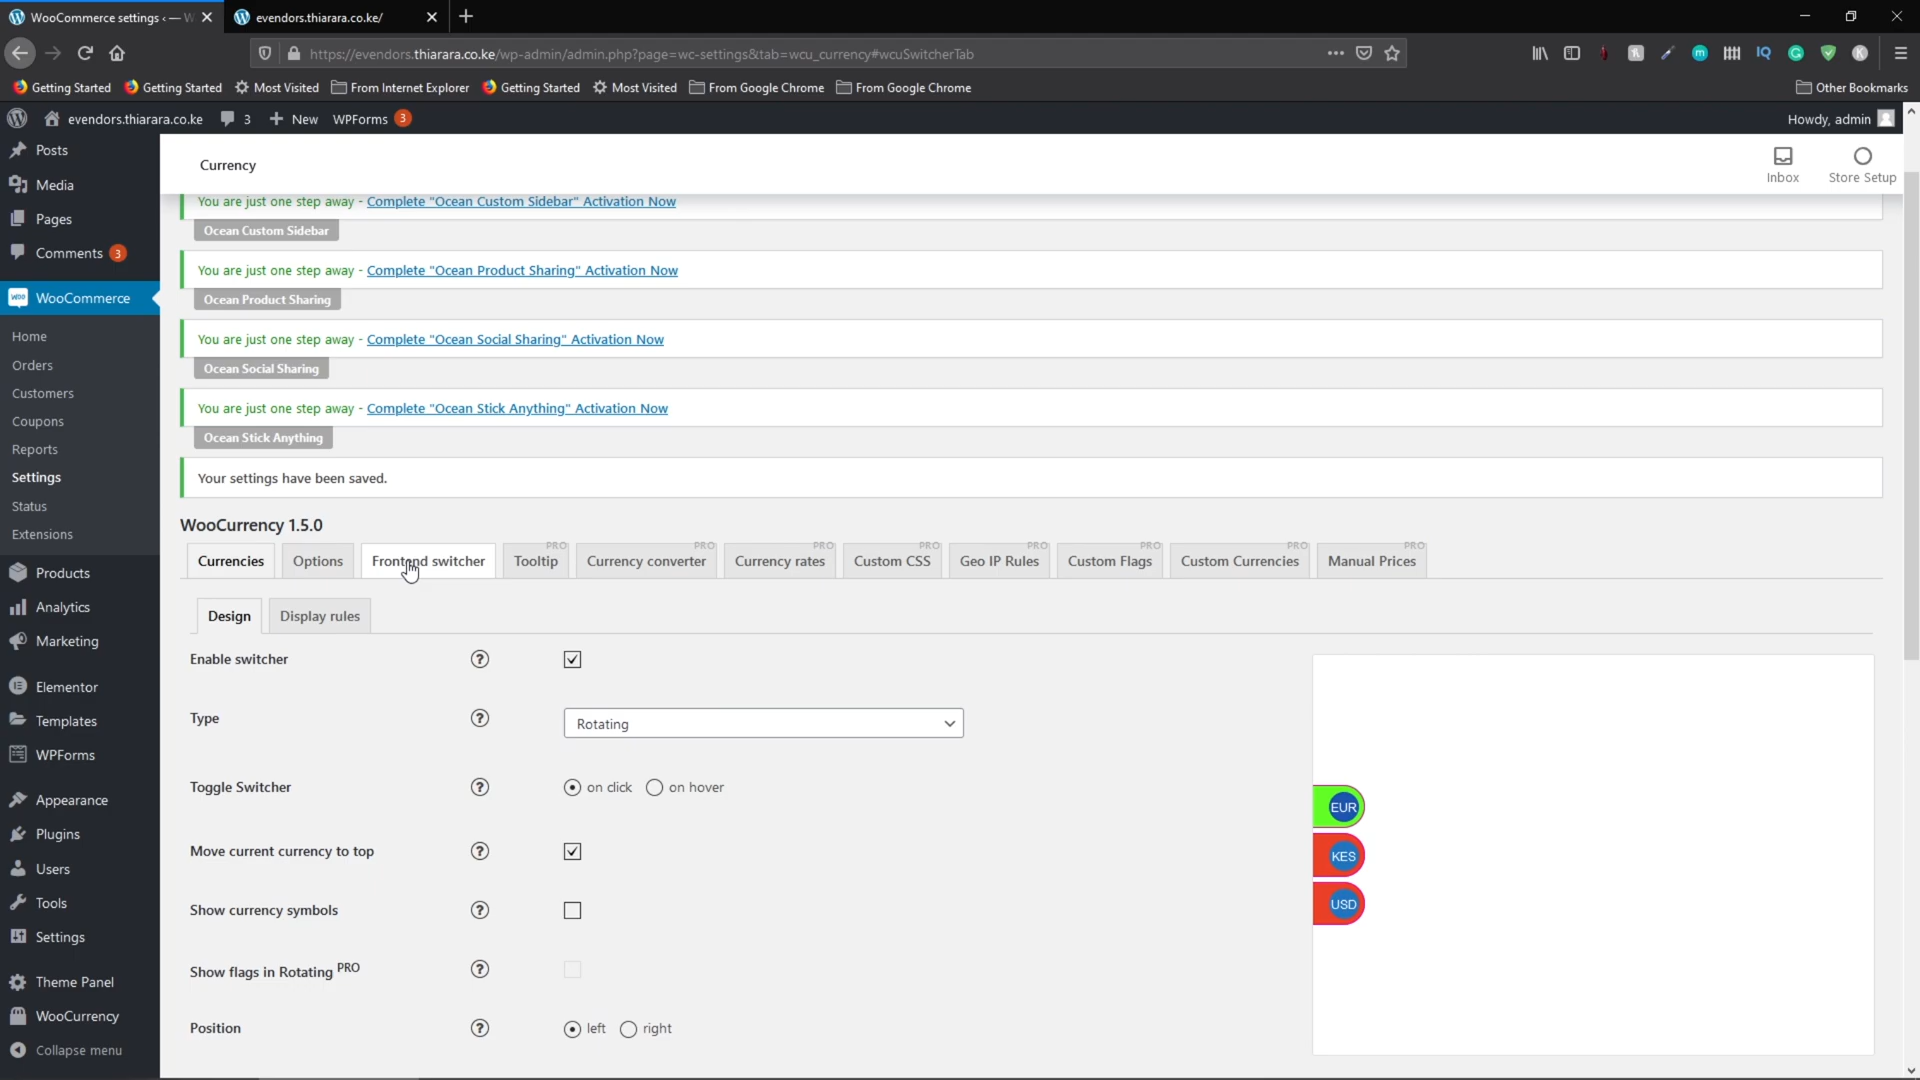 WooCommerce settings ‹ — W
evendors.thiarara.co.ke/
https://evendors.thiarara.co.ke/wp-admin/admin.php?page=wc-settings&tab=wcu_currency#wcuSwitcherTab
Getting Started
Getting Started
Most Visited
From Internet Explorer
Getting Started
Most Visited
From Google Chrome
From Google Chrome
Other Bookmarks
evendors.thiarara.co.ke
3
New
WPForms
3
Howdy, admin
Posts
Media
Pages
Comments 3
WooCommerce
Home
Orders
Customers
Coupons
Reports
Settings
Status
Extensions
Products
Analytics
Marketing
Elementor
Templates
WPForms
Appearance
Plugins
Users
Tools
Settings
Theme Panel
WooCurrency
Collapse menu
Currency
Inbox
Store Setup
You are just one step away - Complete "Ocean Custom Sidebar" Activation Now
Ocean Custom Sidebar
You are just one step away - Complete "Ocean Product Sharing" Activation Now
Ocean Product Sharing
You are just one step away - Complete "Ocean Social Sharing" Activation Now
Ocean Social Sharing
You are just one step away - Complete "Ocean Stick Anything" Activation Now
Ocean Stick Anything
Your settings have been saved.
WooCurrency 1.5.0
Currencies
Options
Frontend switcher
Tooltip PRO
Currency converter PRO
Currency rates PRO
Custom CSS PRO
Geo IP Rules PRO
Custom Flags PRO
Custom Currencies PRO
Manual Prices PRO
Design
Display rules
Enable switcher ?
Type ? Rotating
Toggle Switcher ? on click on hover
Move current currency to top ?
Show currency symbols ?
Show flags in Rotating PRO ?
Position ? left right
EUR
KES
USD